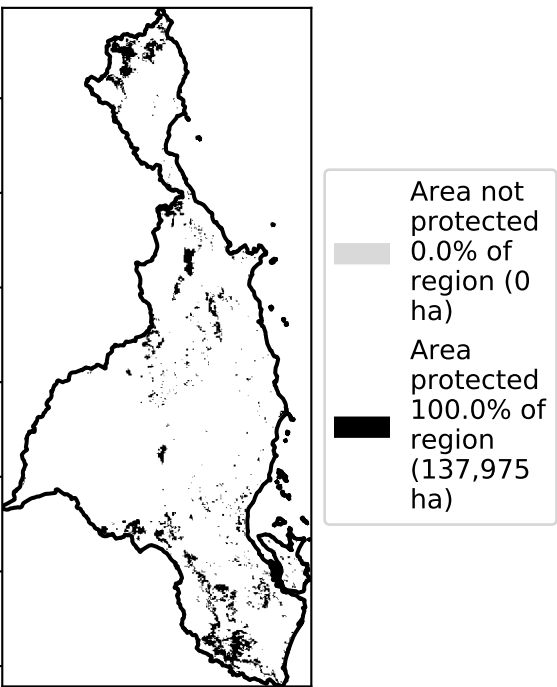 Area not
protected
0.0% of
region (0
ha)
Area
protected
100.0% of
region
(137,975
ha)